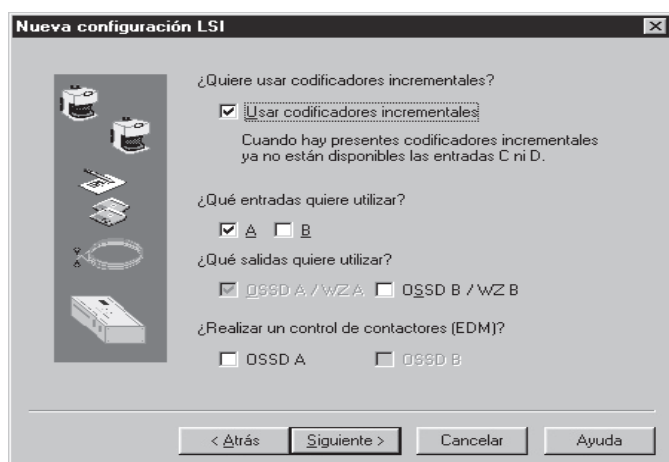 Nueva configuración LSI
¿Quiere usar codificadores incrementales?
Usar codificadores incrementales
Cuando hay presentes codificadores incrementales
ya no están disponibles las entradas C ni D.
¿Qué entradas quiere utilizar?
A B
¿Qué salidas quiere utilizar?
OSSD A / WZ A OSSD B / WZ B
¿Realizar un control de contactores (EDM)?
OSSD A OSSD B
< Atrás Siguiente > Cancelar Ayuda